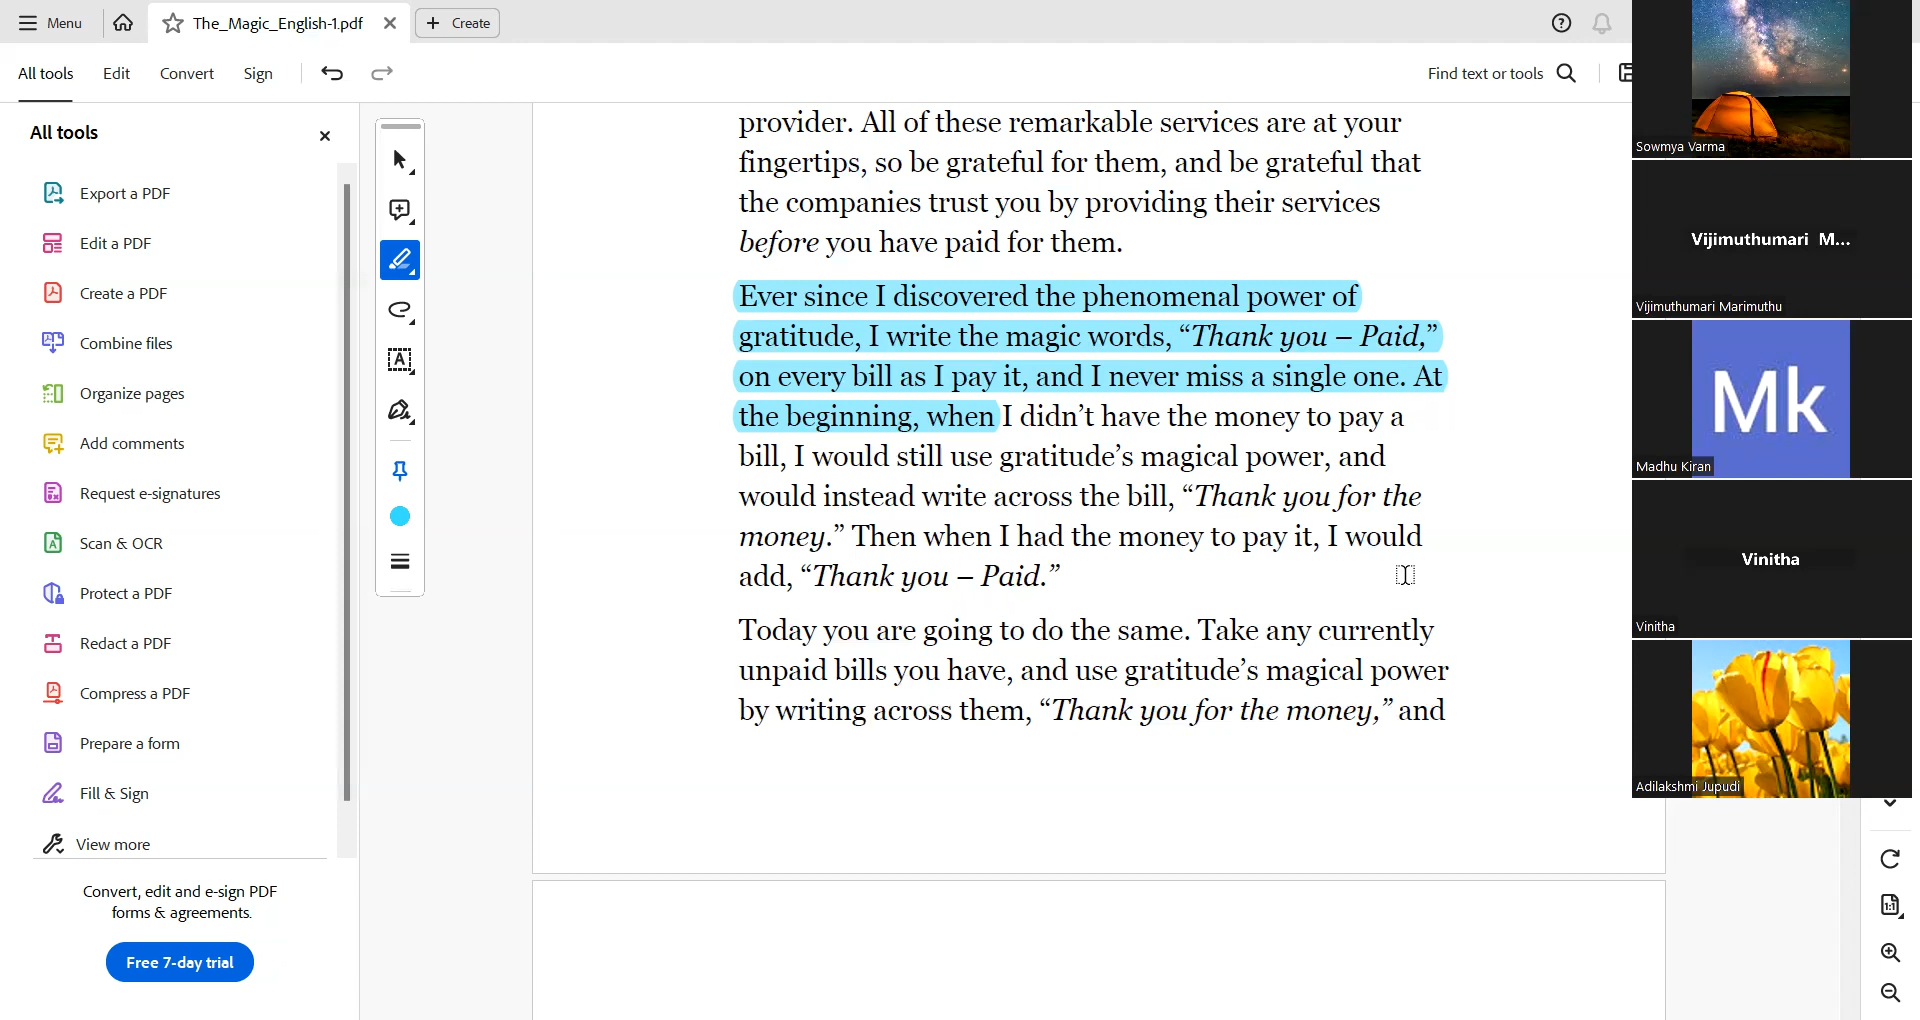 Menu
The_Magic_English-1.pdf
Create
All tools
Edit
Convert
Sign
Find text or tools
All tools
Export a PDF
Edit a PDF
Create a PDF
Combine files
Organize pages
Add comments
Request e-signatures
Scan & OCR
Protect a PDF
Redact a PDF
Compress a PDF
Prepare a form
Fill & Sign
View more
Convert, edit and e-sign PDF
forms & agreements.
Free 7-day trial
provider. All of these remarkable services are at your
fingertips, so be grateful for them, and be grateful that
the companies trust you by providing their services
before you have paid for them.
Ever since I discovered the phenomenal power of
gratitude, I write the magic words, “Thank you – Paid,”
on every bill as I pay it, and I never miss a single one. At
the beginning, when I didn’t have the money to pay a
bill, I would still use gratitude’s magical power, and
would instead write across the bill, “Thank you for the
money.” Then when I had the money to pay it, I would
add, “Thank you – Paid.”
Today you are going to do the same. Take any currently
unpaid bills you have, and use gratitude’s magical power
by writing across them, “Thank you for the money,” and
Sowmya Varma
Vijimuthumari M...
Vijimuthumari Marimuthu
Mk
Madhu Kiran
Vinitha
Vinitha
Adilakshmi Jupudi
1:1